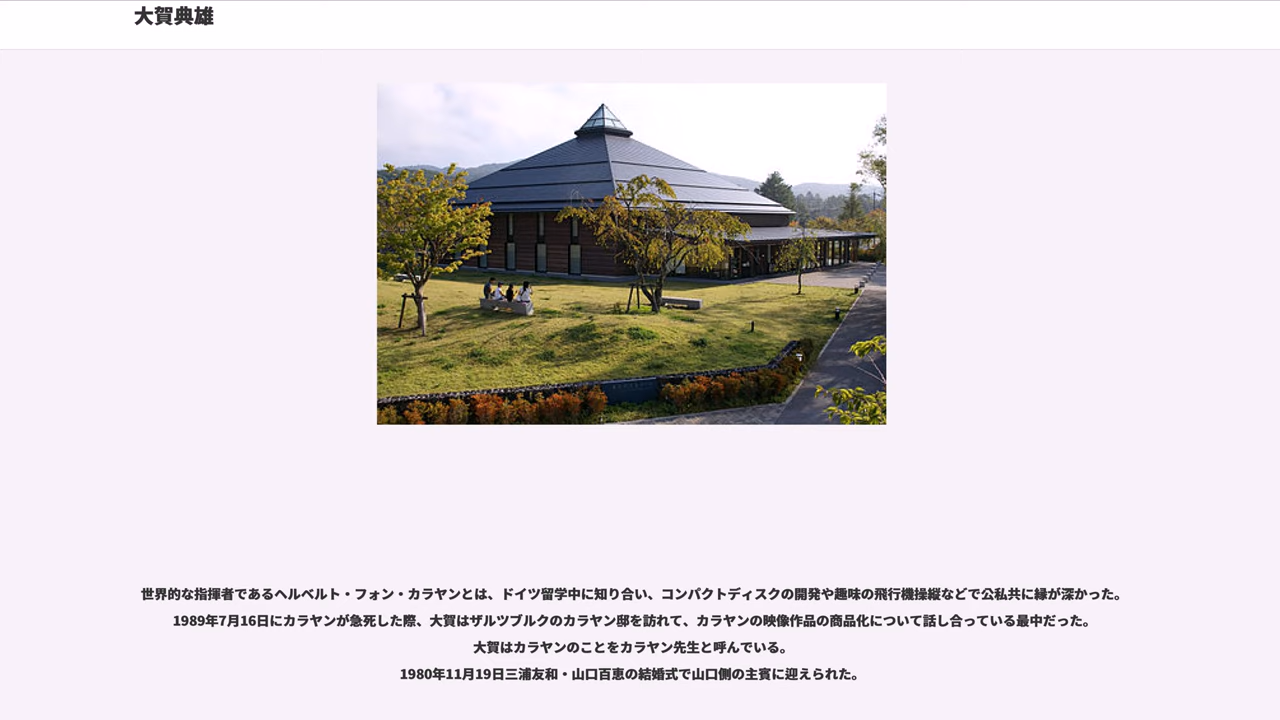 大賀典雄
世界的な指揮者であるヘルベルト・フォン・カラヤンとは、ドイツ留学中に知り合い、コンパクトディスクの開発や趣味の飛行機操縦などで公私共に縁が深かった。
1989年7月16日にカラヤンが急死した際、大賀はザルツブルクのカラヤン邸を訪れて、カラヤンの映像作品の商品化について話し合っている最中だった。
大賀はカラヤンのことをカラヤン先生と呼んでいる。
1980年11月19日三浦友和・山口百恵の結婚式で山口側の主賓に迎えられた。